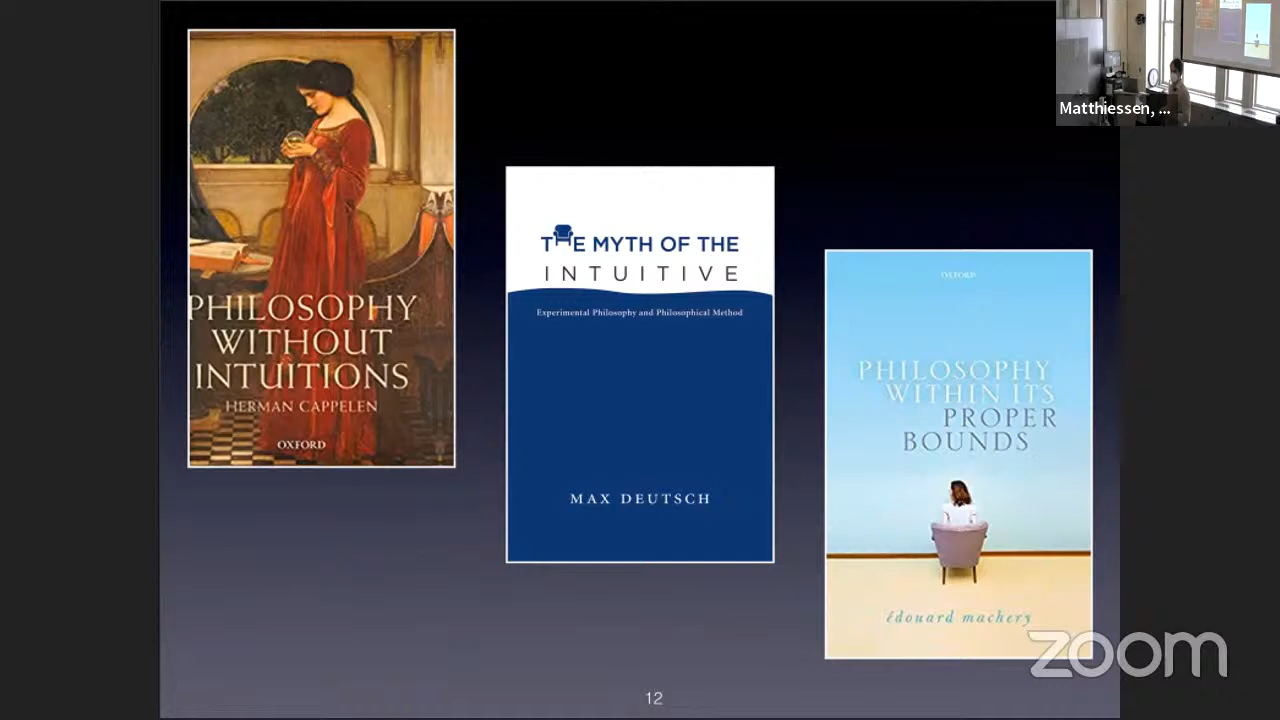 PHILOSOPHY
WITHOUT
INTUITIONS
HERMAN CAPPELEN
OXFORD
THE MYTH OF THE
INTUITIVE
Experimental Philosophy and Philosophical Method
MAX DEUTSCH
OXFORD
PHILOSOPHY
WITHIN ITS
PROPER
BOUNDS
édouard machery
12
Matthiessen, ...
zoom